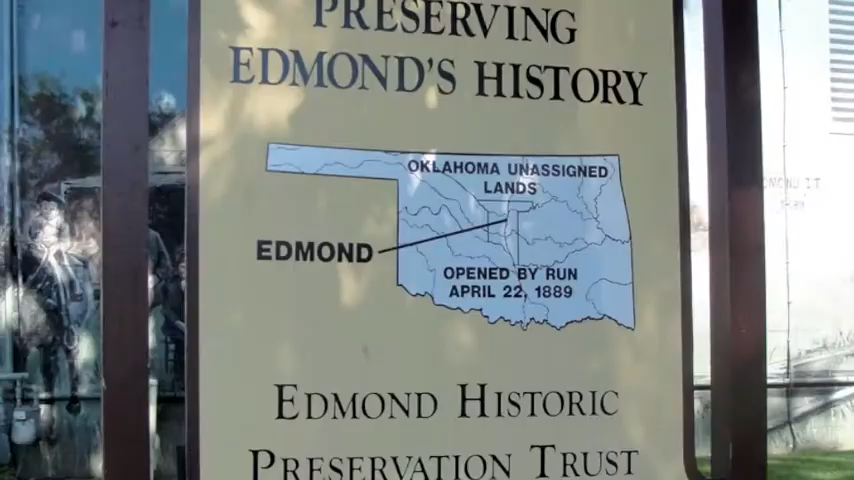 PRESERVING
EDMOND'S HISTORY
OKLAHOMA UNASSIGNED
LANDS
EDMOND
OPENED BY RUN
APRIL 22, 1889
EDMOND HISTORIC
PRESERVATION TRUST